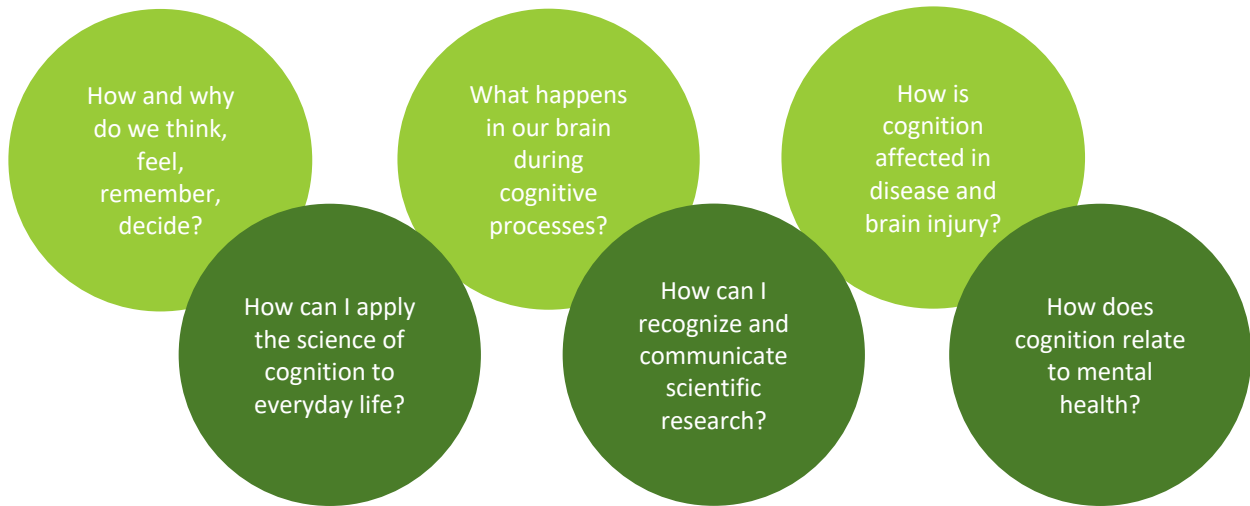 How and why
do we think,
feel,
remember,
decide?
What happens
in our brain
during
cognitive
processes?
How is
cognition
affected in
disease and
brain injury?
How can I apply
the science of
cognition to
everyday life?
How can I
recognize and
communicate
scientific
research?
How does
cognition relate
to mental
health?